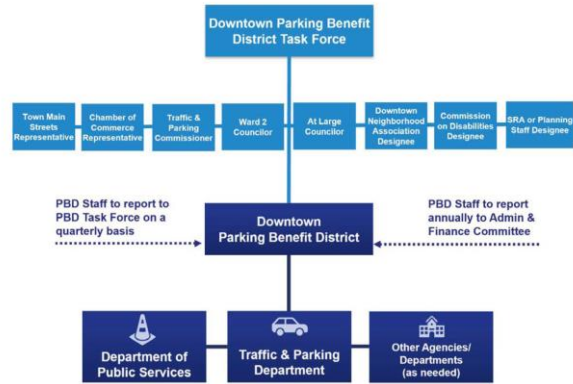 Downtown Parking Benefit
District Task Force
Town Main
Streets
Representative
Chamber of
Commerce
Representative
Traffic &
Parking
Commissioner
Ward 2
Councilor
At Large
Councilor
Downtown
Neighborhood
Association
Designee
Commission
on Disabilities
Designee
SRA or Planning
Staff Designee
PBD Staff to report to
PBD Task Force on a
quarterly basis
Downtown
Parking Benefit District
PBD Staff to report
annually to Admin &
Finance Committee
Department of
Public Services
Traffic & Parking
Department
Other Agencies/
Departments
(as needed)